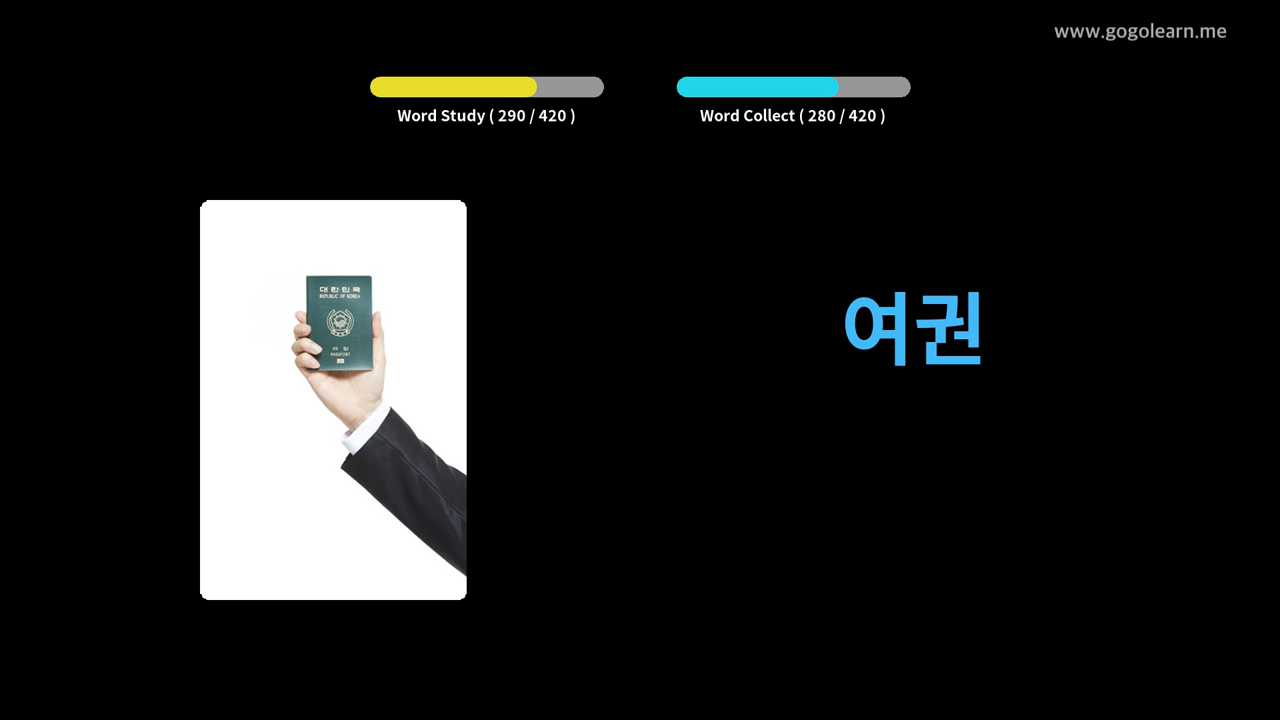 www.gogolearn.me
Word Study ( 290 / 420 )
Word Collect ( 280 / 420 )
대한민국
REPUBLIC OF KOREA
여권
PASSPORT
여권